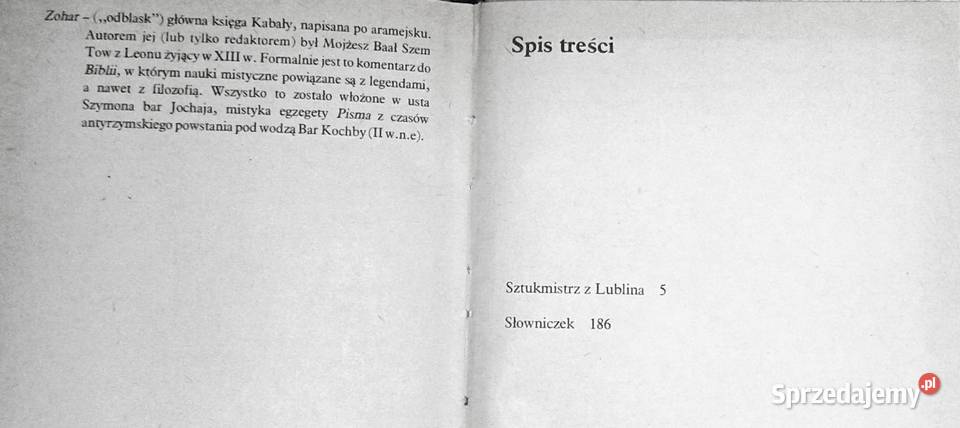 Zohar – („odblask”) główna księga Kabały, napisana po aramejsku.
Autorem jej (lub tylko redaktorem) był Mojżesz Baał Szem
Tow z Leonu żyjący w XIII w. Formalnie jest to komentarz do
Biblii, w którym nauki mistyczne powiązane są z legendami,
a nawet z filozofią. Wszystko to zostało włożone w usta
Szymona bar Jochaja, mistyka egzegety Pisma z czasów
antyrzymskiego powstania pod wodzą Bar Kochby (II w.n.e).
Spis treści
Sztukmistrz z Lublina 5
Słowniczek 186
Sprzedajemy.pl